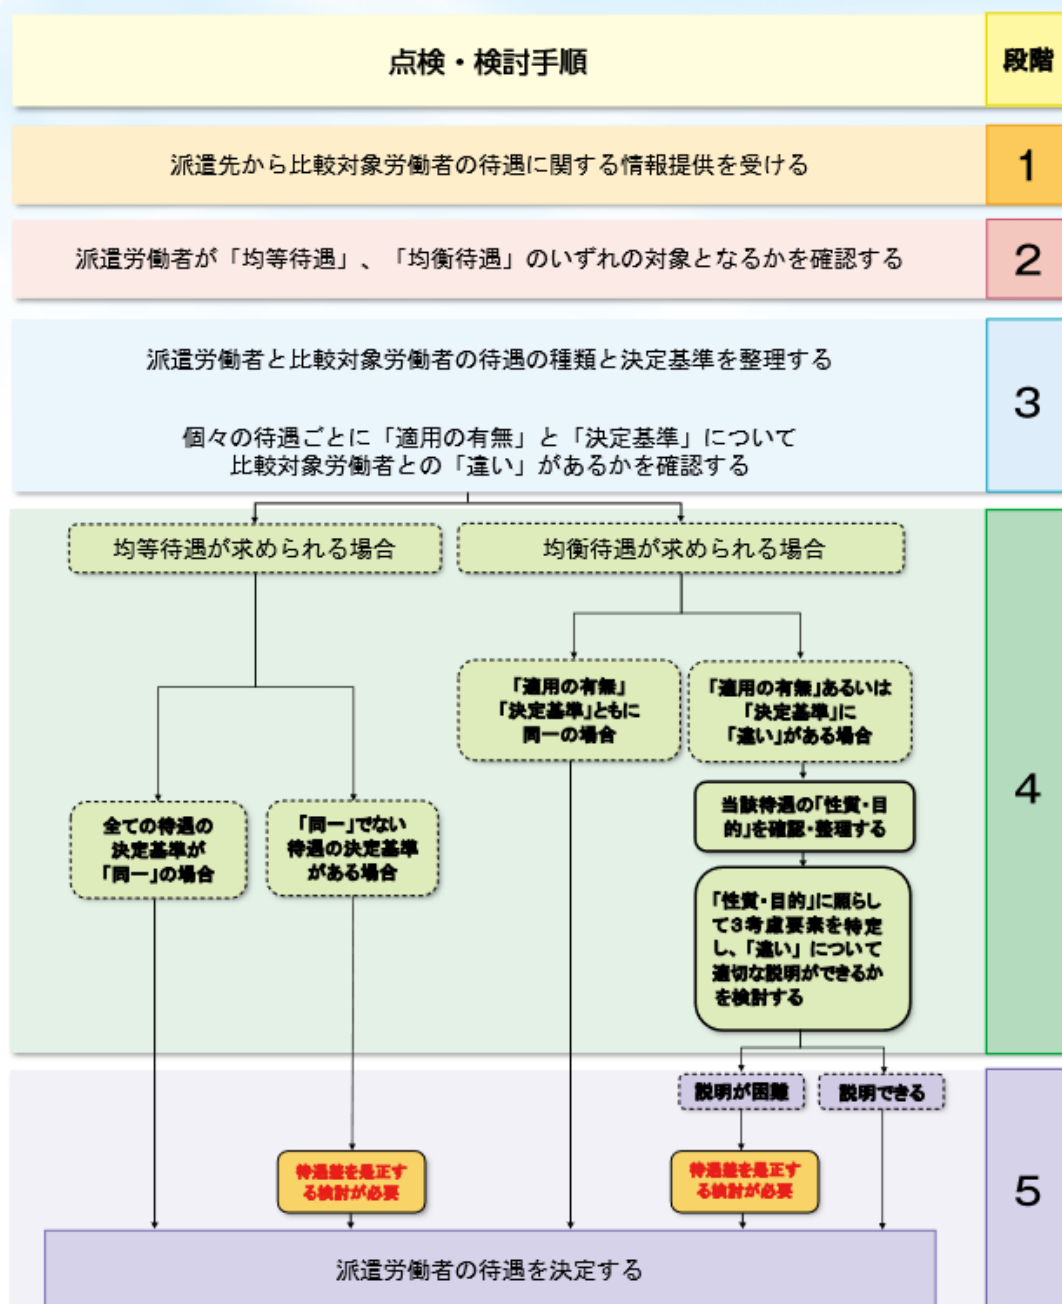 点検・検討手順
段階
派遣先から比較対象労働者の待遇に関する情報提供を受ける
1
派遣労働者が「均等待遇」、「均衡待遇」のいずれの対象となるかを確認する
2
派遣労働者と比較対象労働者の待遇の種類と決定基準を整理する
個々の待遇ごとに「適用の有無」と「決定基準」について
比較対象労働者との「違い」があるかを確認する
3
均等待遇が求められる場合
均衡待遇が求められる場合
「適用の有無」
「決定基準」ともに
同一の場合
「適用の有無」あるいは
「決定基準」に
「違い」がある場合
4
当該待遇の「性質・目
的」を確認・整理する
全ての待遇の
決定基準が
「同一」の場合
「同一」でない
待遇の決定基準
がある場合
「性質・目的」に照らし
て3考慮要素を特定
し、「違い」について
適切な説明ができるか
を検討する
説明が困難
説明できる
待遇差を是正す
る検討が必要
待遇差を是正す
る検討が必要
5
派遣労働者の待遇を決定する